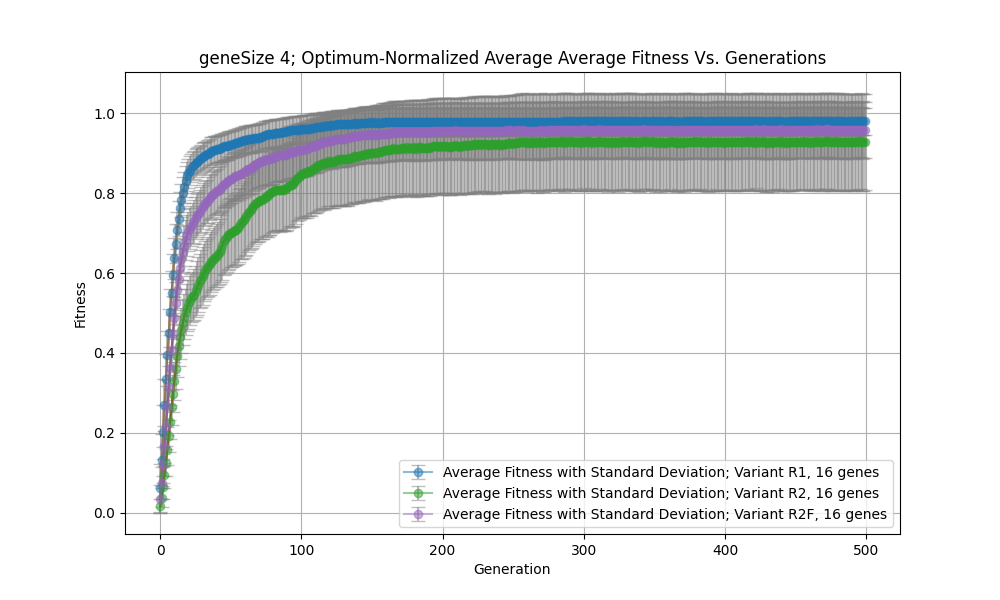 geneSize 4; Optimum-Normalized Average Average Fitness Vs. Generations
1.0
0.8
0.6
0.4
0.2
0.0
Fitness
Average Fitness with Standard Deviation; Variant R1, 16 genes
Average Fitness with Standard Deviation; Variant R2, 16 genes
Average Fitness with Standard Deviation; Variant R2F, 16 genes
0 100 200 300 400 500
Generation